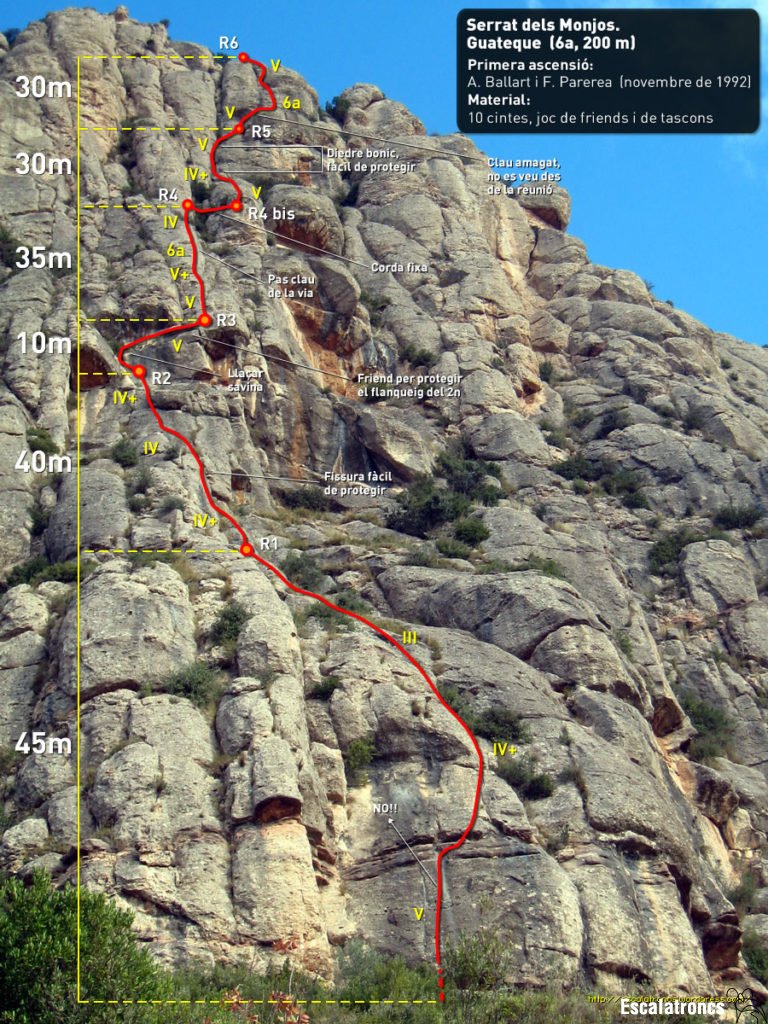 Serrat dels Monjos.
Guateque (6a, 200 m)
Primera ascensió:
A. Ballart i F. Parerea (novembre de 1992)
Material:
10 cintes, joc de friends i de tascons
R6
V
30m
6a
V
R5
V
Diedre bonic,
fàcil de protegir
Clau amagat,
no es veu des
de la reunió
30m
IV+
V
R4
R4 bis
IV
6a
Corda fixa
35m
V+
Pas clau
de la via
V
R3
10m
V
Llaçar
savina
Friend per protegir
el flanqueig del 2n
R2
IV+
IV
40m
Fissura fàcil
de protegir
IV+
R1
III
45m
IV+
NO!!
V
Escalatroncs